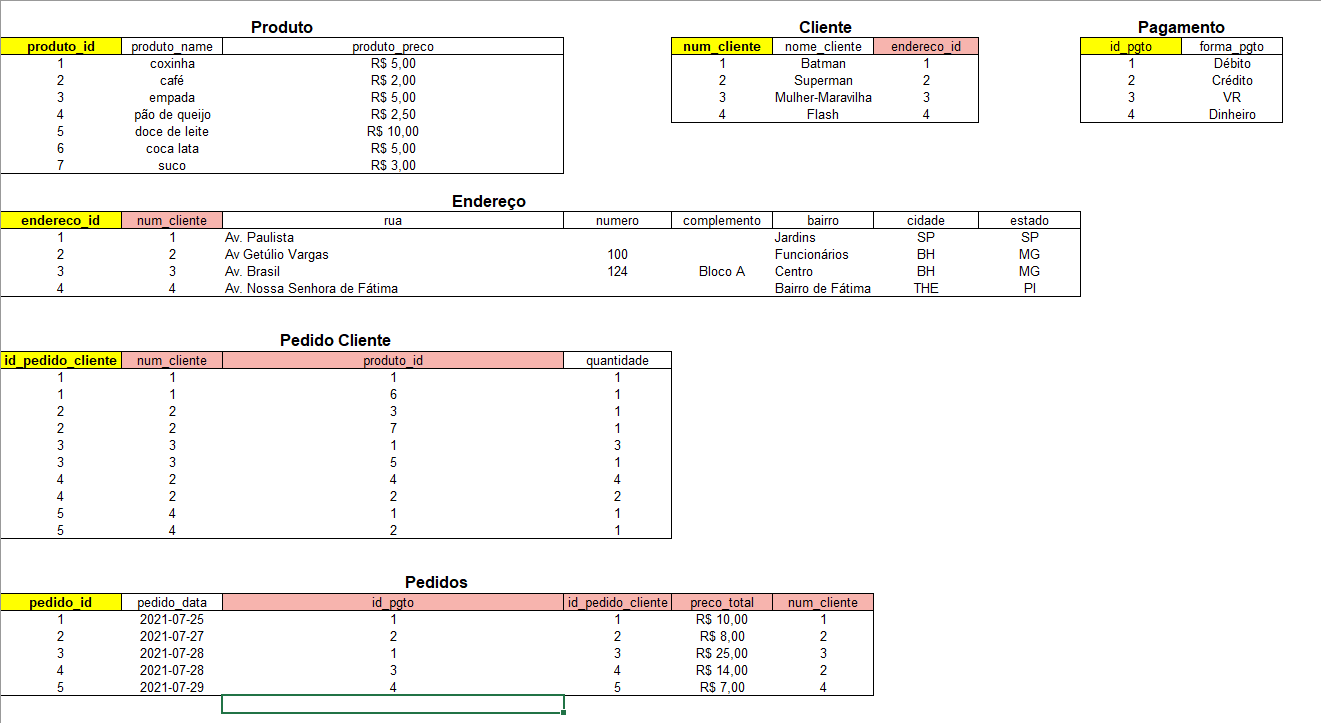 Produto Cliente Pagamento
produto_id produto_name produto_preco num_cliente nome_cliente endereco_id id_pgto forma_pgto
1 coxinha R$ 5,00 1 Batman 1 1 Débito
2 café R$ 2,00 2 Superman 2 2 Crédito
3 empada R$ 5,00 3 Mulher-Maravilha 3 3 VR
4 pão de queijo R$ 2,50 4 Flash 4 4 Dinheiro
5 doce de leite R$ 10,00
6 coca lata R$ 5,00
7 suco R$ 3,00
Endereço
endereco_id num_cliente rua numero complemento bairro cidade estado
1 1 Av. Paulista Jardins SP SP
2 2 Av Getúlio Vargas 100 Funcionários BH MG
3 3 Av. Brasil 124 Bloco A Centro BH MG
4 4 Av. Nossa Senhora de Fátima Bairro de Fátima THE PI
Pedido Cliente
id_pedido_cliente num_cliente produto_id quantidade
1 1 1 1
1 1 6 1
2 2 3 1
2 2 7 1
3 3 1 3
3 3 5 1
4 2 4 4
4 2 2 2
5 4 1 1
5 4 2 1
Pedidos
pedido_id pedido_data id_pgto id_pedido_cliente preco_total num_cliente
1 2021-07-25 1 1 R$ 10,00 1
2 2021-07-27 2 2 R$ 8,00 2
3 2021-07-28 1 3 R$ 25,00 3
4 2021-07-28 3 4 R$ 14,00 2
5 2021-07-29 4 5 R$ 7,00 4